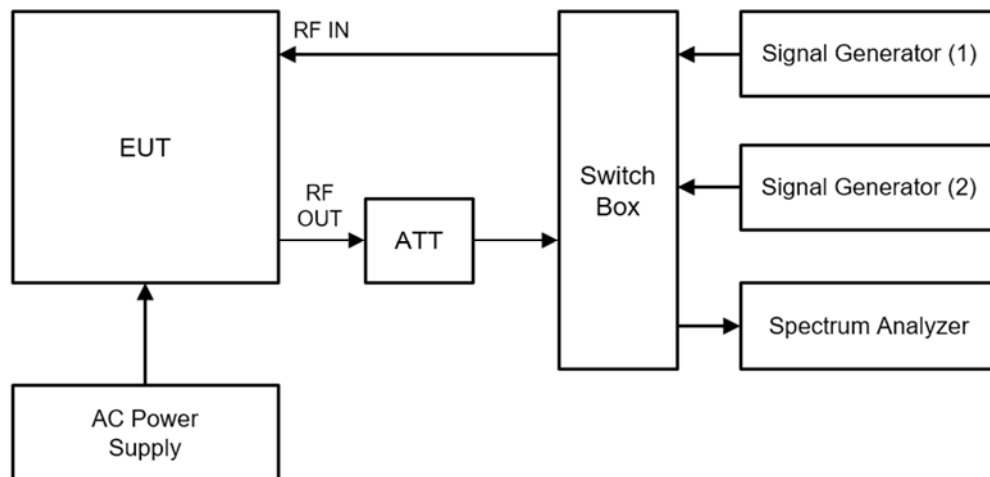 RF IN
Signal Generator (1)
EUT
Switch
Box
Signal Generator (2)
RF
OUT
ATT
Spectrum Analyzer
AC Power
Supply